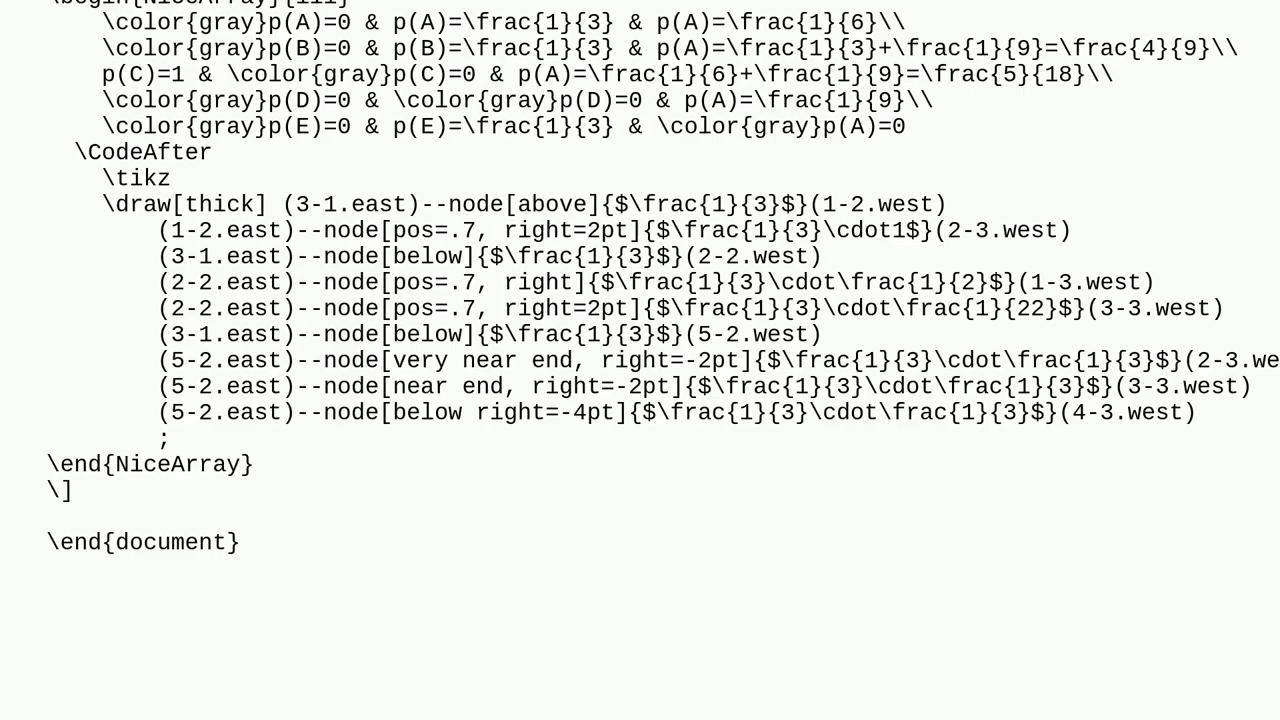 \begin{NiceArray}{lll}
\color{gray}p(A)=0 & p(A)=\frac{1}{3} & p(A)=\frac{1}{6}\\
\color{gray}p(B)=0 & p(B)=\frac{1}{3} & p(A)=\frac{1}{3}+\frac{1}{9}=\frac{4}{9}\\
p(C)=1 & \color{gray}p(C)=0 & p(A)=\frac{1}{6}+\frac{1}{9}=\frac{5}{18}\\
\color{gray}p(D)=0 & \color{gray}p(D)=0 & p(A)=\frac{1}{9}\\
\color{gray}p(E)=0 & p(E)=\frac{1}{3} & \color{gray}p(A)=0
\CodeAfter
\tikz
\draw[thick] (3-1.east)--node[above]{$\frac{1}{3}$}(1-2.west)
(1-2.east)--node[pos=.7, right=2pt]{$\frac{1}{3}\cdot1$}(2-3.west)
(3-1.east)--node[below]{$\frac{1}{3}$}(2-2.west)
(2-2.east)--node[pos=.7, right]{$\frac{1}{3}\cdot\frac{1}{2}$}(1-3.west)
(2-2.east)--node[pos=.7, right=2pt]{$\frac{1}{3}\cdot\frac{1}{22}$}(3-3.west)
(3-1.east)--node[below]{$\frac{1}{3}$}(5-2.west)
(5-2.east)--node[very near end, right=-2pt]{$\frac{1}{3}\cdot\frac{1}{3}$}(2-3.we
(5-2.east)--node[near end, right=-2pt]{$\frac{1}{3}\cdot\frac{1}{3}$}(3-3.west)
(5-2.east)--node[below right=-4pt]{$\frac{1}{3}\cdot\frac{1}{3}$}(4-3.west)
;
\end{NiceArray}
\]
\end{document}